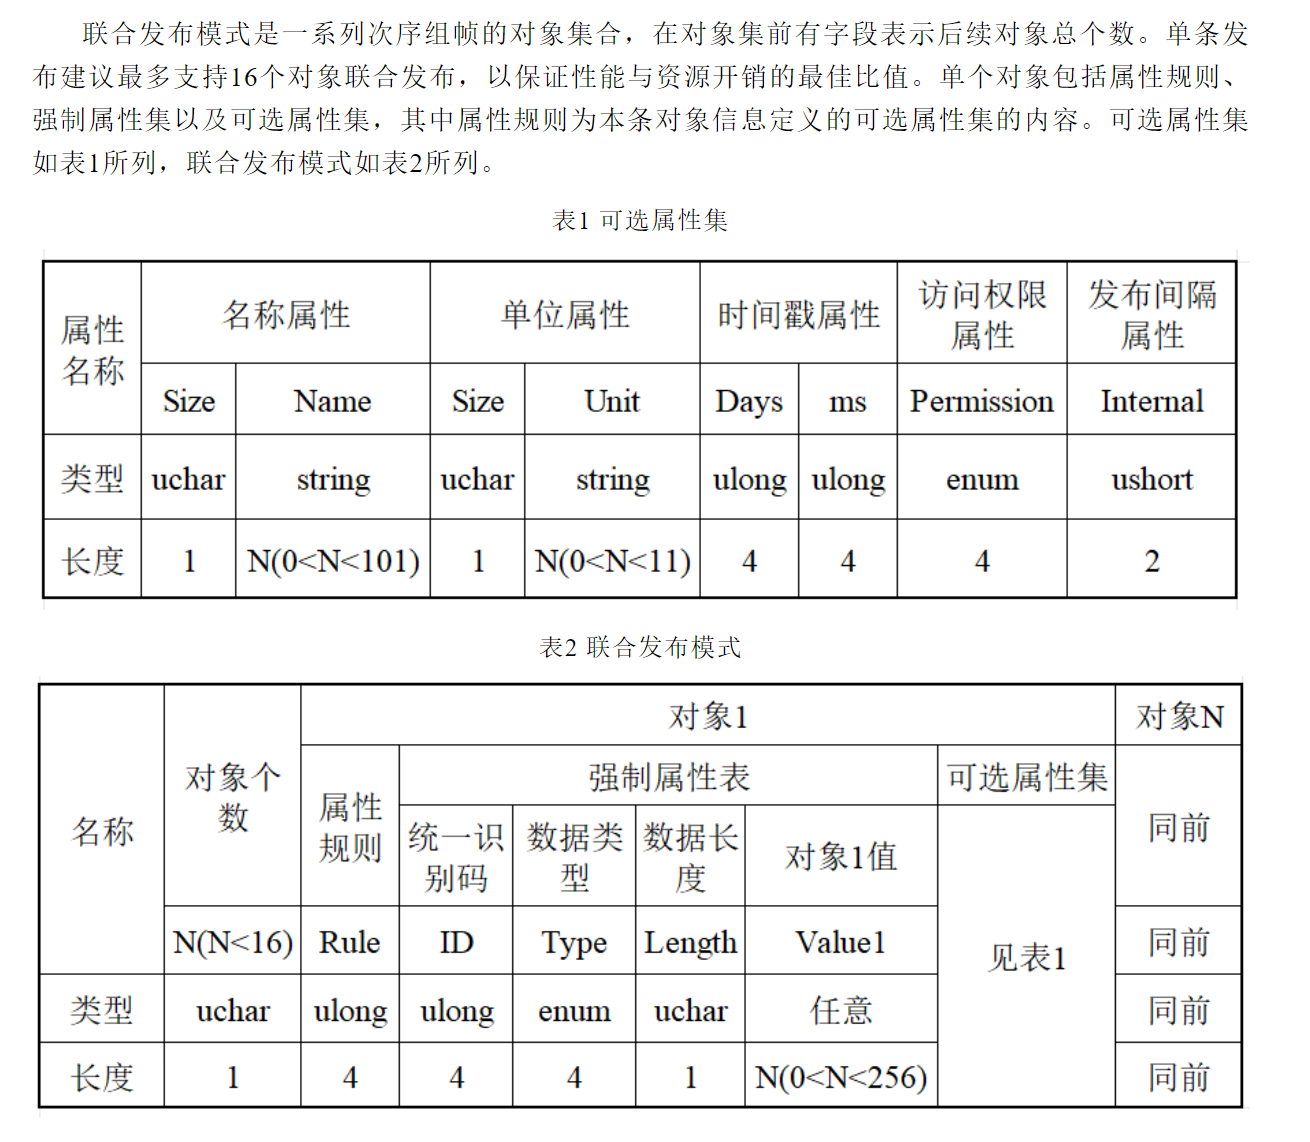 联合发布模式是一系列次序组帧的对象集合，在对象集前有字段表示后续对象总个数。单条发
布建议最多支持16个对象联合发布，以保证性能与资源开销的最佳比值。单个对象包括属性规则、
强制属性集以及可选属性集，其中属性规则为本条对象信息定义的可选属性集的内容。可选属性集
如表1所列，联合发布模式如表2所列。
表1 可选属性集
属性名称 名称属性 单位属性 时间戳属性 访问权限属性 发布间隔属性
Size Name Size Unit Days ms Permission Internal
类型 uchar string uchar string ulong ulong enum ushort
长度 1 N(0<N<101) 1 N(0<N<11) 4 4 4 2
表2 联合发布模式
名称 对象个数 对象1 对象N
属性规则 强制属性表 可选属性集 同前
统一识别码 数据类型 数据长度 对象1值
N(N<16) Rule ID Type Length Value1 见表1 同前
类型 uchar ulong ulong enum uchar 任意 同前
长度 1 4 4 4 1 N(0<N<256) 同前